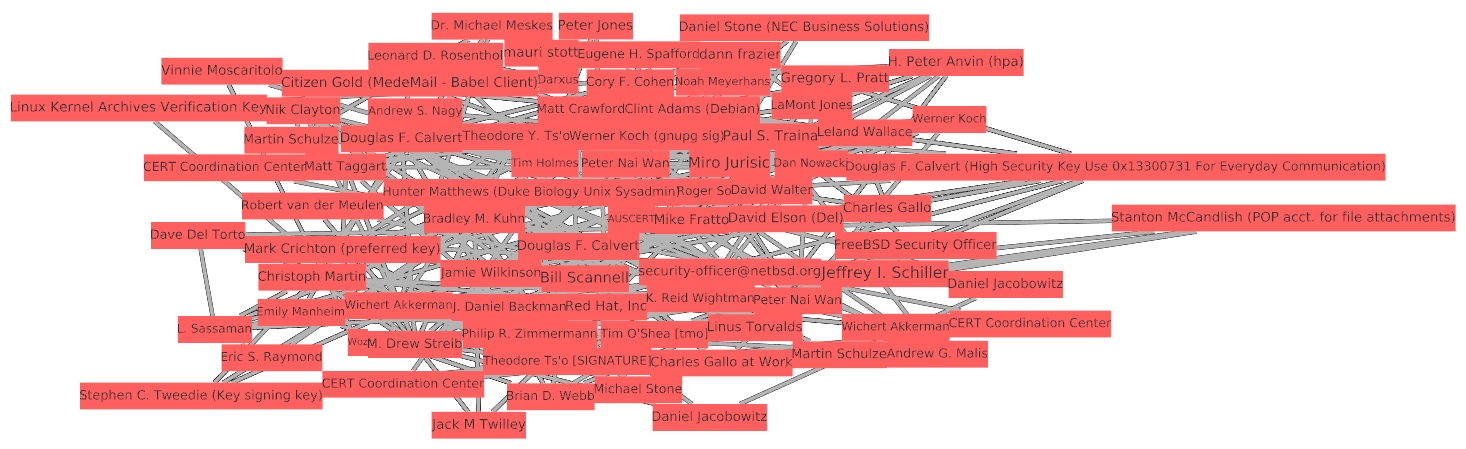 Dr. Michael Meskes
Peter Jones
Daniel Stone (NEC Business Solutions)
Leonard D. Rosenthol
mauri stott
Eugene H. Spafford
dann frazier
H. Peter Anvin (hpa)
Vinnie Moscaritolo
Citizen Gold (MedeMail - Babel Client)
Darxus
Cory F. Cohen
Noah Meyerhans
Gregory L. Pratt
Linux Kernel Archives Verification Key
Nik Clayton
Andrew S. Nagy
Matt Crawford
Clint Adams (Debian)
LaMont Jones
Werner Koch
Martin Schulze
Douglas F. Calvert
Theodore Y. Ts'o
Werner Koch (gnupg sig)
Paul S. Traina
Leland Wallace
CERT Coordination Center
Matt Taggart
Tim Holmes
Peter Nai Wan
Miro Jurisic
Dan Nowacki
Douglas F. Calvert (High Security Key Use 0x13300731 For Everyday Communication)
Hunter Matthews (Duke Biology Unix Sysadmin)
Roger So
David Walter
Robert van der Meulen
Charles Gallo
Bradley M. Kuhn
AUSCERT
Mike Fratto
David Elson (Del)
Stanton McCandlish (POP acct. for file attachments)
Dave Del Torto
Mark Crichton (preferred key)
Douglas F. Calvert
FreeBSD Security Officer
Christoph Martin
Jamie Wilkinson
Bill Scannell
security-officer@netbsd.org
Jeffrey I. Schiller
Daniel Jacobowitz
Emily Manheim
Wichert Akkerman
J. Daniel Backman
Red Hat, Inc
K. Reid Wightman
Peter Nai Wan
L. Sassaman
Philip R. Zimmermann
Tim O'Shea [tmo]
Linus Torvalds
Wichert Akkerman
CERT Coordination Center
Woz
M. Drew Streib
Eric S. Raymond
Theodore Ts'o [SIGNATURE]
Charles Gallo at Work
Martin Schulze
Andrew G. Malis
Stephen C. Tweedie (Key signing key)
CERT Coordination Center
Brian D. Webb
Michael Stone
Jack M Twilley
Daniel Jacobowitz